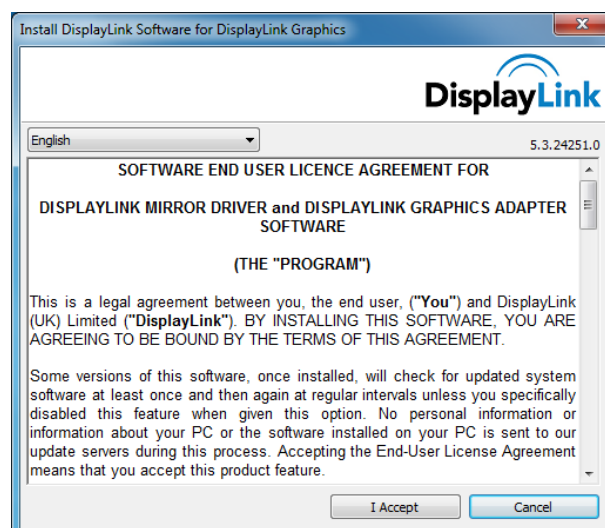 Install DisplayLink Software for DisplayLink Graphics
DisplayLink
English
5.3.24251.0
SOFTWARE END USER LICENCE AGREEMENT FOR
DISPLAYLINK MIRROR DRIVER and DISPLAYLINK GRAPHICS ADAPTER
SOFTWARE
(THE "PROGRAM")
This is a legal agreement between you, the end user, ("You") and DisplayLink
(UK) Limited ("DisplayLink"). BY INSTALLING THIS SOFTWARE, YOU ARE
AGREEING TO BE BOUND BY THE TERMS OF THIS AGREEMENT.
Some versions of this software, once installed, will check for updated system
software at least once and then again at regular intervals unless you specifically
disabled this feature when given this option. No personal information or
information about your PC or the software installed on your PC is sent to our
update servers during this process. Accepting the End-User License Agreement
means that you accept this product feature.
I Accept
Cancel